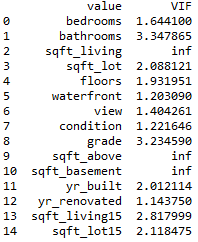 value VIF
0 bedrooms 1.644100
1 bathrooms 3.347865
2 sqft_living inf
3 sqft_lot 2.088121
4 floors 1.931951
5 waterfront 1.203090
6 view 1.404261
7 condition 1.221646
8 grade 3.234590
9 sqft_above inf
10 sqft_basement inf
11 yr_built 2.012114
12 yr_renovated 1.143750
13 sqft_living15 2.817999
14 sqft_lot15 2.118475